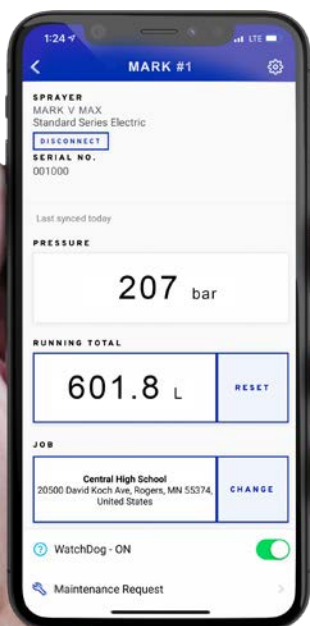 1:24
LTE
MARK #1
SPRAYER
MARK V MAX
Standard Series Electric
DISCONNECT
SERIAL NO.
001000
Last synced today
PRESSURE
207 bar
RUNNING TOTAL
601.8 L
RESET
JOB
Central High School
20500 David Koch Ave, Rogers, MN 55374,
United States
CHANGE
WatchDog - ON
Maintenance Request